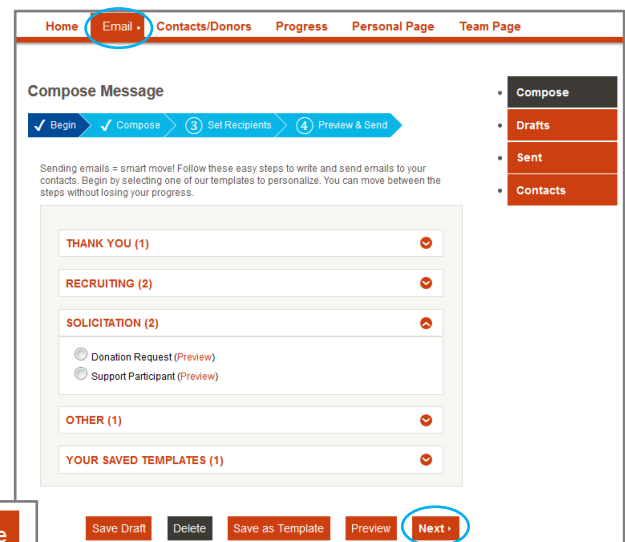 Home Email Contacts/Donors Progress Personal Page Team Page
Compose Message
Begin Compose 3 Set Recipients 4 Preview & Send
Sending emails = smart move! Follow these easy steps to write and send emails to your
contacts. Begin by selecting one of our templates to personalize. You can move between the
steps without losing your progress.
THANK YOU (1)
RECRUITING (2)
SOLICITATION (2)
Donation Request (Preview)
Support Participant (Preview)
OTHER (1)
YOUR SAVED TEMPLATES (1)
Save Draft Delete Save as Template Preview Next
Compose
Drafts
Sent
Contacts